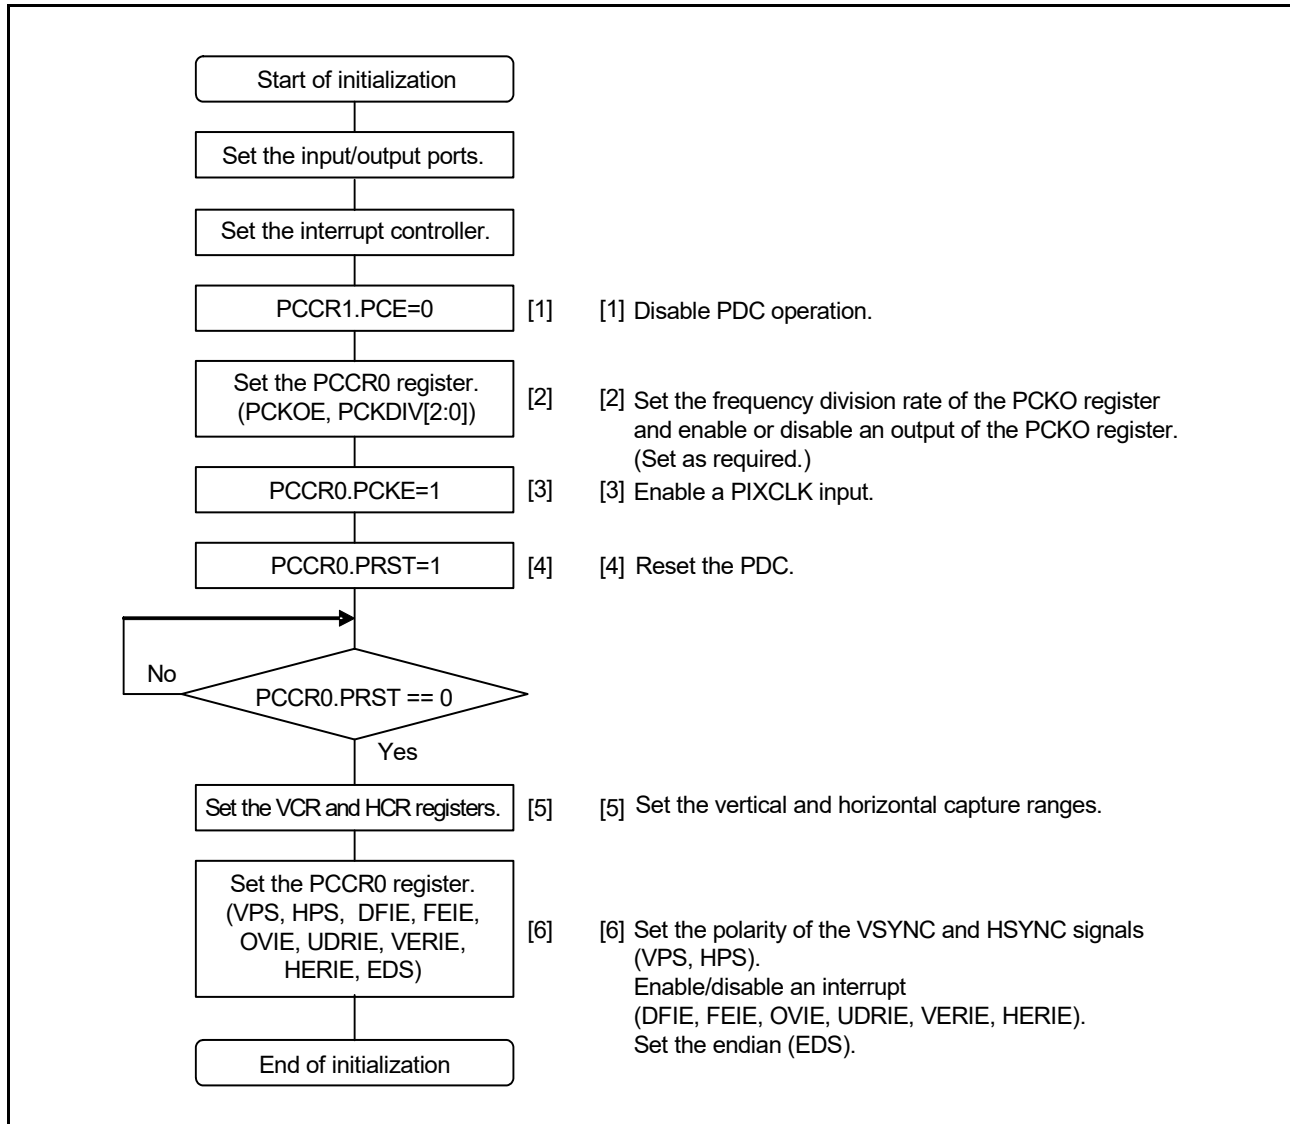 Start of initialization
Set the input/output ports.
Set the interrupt controller.
PCCR1.PCE=0 [1] [1] Disable PDC operation.
Set the PCCR0 register.
(PCKOE, PCKDIV[2:0])
[2] [2] Set the frequency division rate of the PCKO register
and enable or disable an output of the PCKO register.
(Set as required.)
PCCR0.PCKE=1 [3] [3] Enable a PIXCLK input.
PCCR0.PRST=1 [4] [4] Reset the PDC.
No
PCCR0.PRST == 0
Yes
Set the VCR and HCR registers. [5] [5] Set the vertical and horizontal capture ranges.
Set the PCCR0 register.
(VPS, HPS, DFIE, FEIE,
OVIE, UDRIE, VERIE,
HERIE, EDS)
[6] [6] Set the polarity of the VSYNC and HSYNC signals
(VPS, HPS).
Enable/disable an interrupt
(DFIE, FEIE, OVIE, UDRIE, VERIE, HERIE).
Set the endian (EDS).
End of initialization